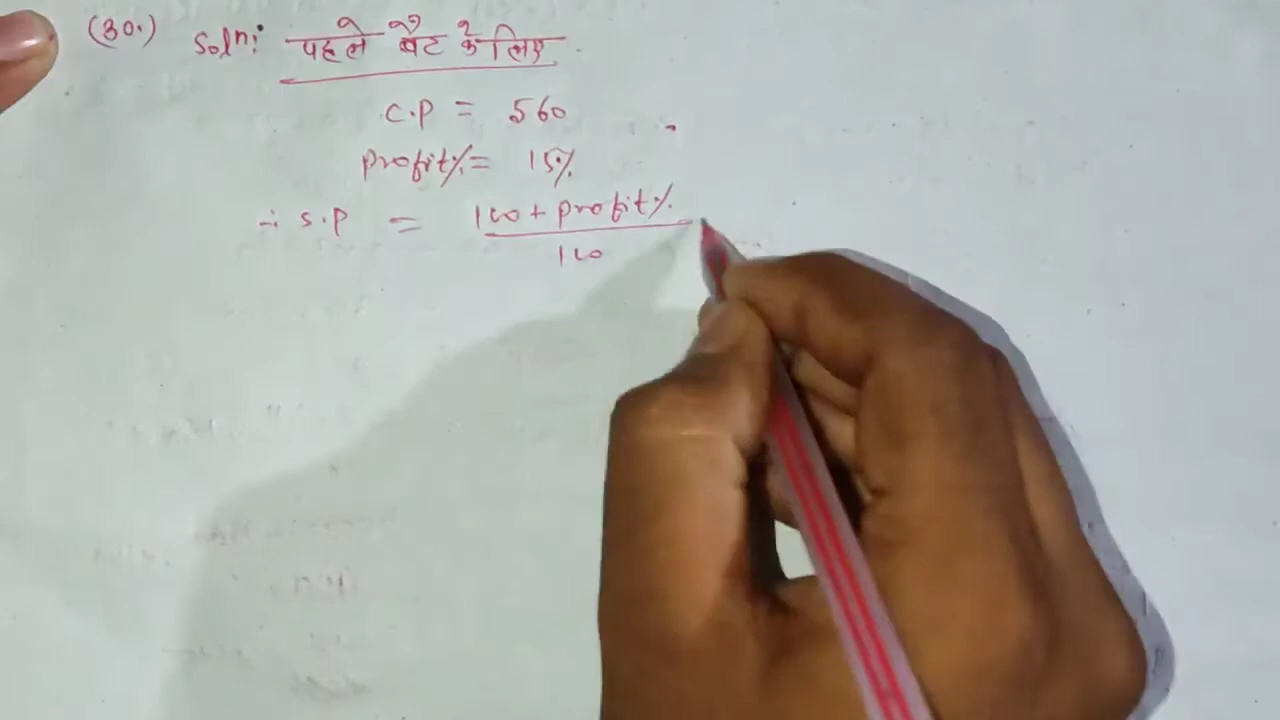 (30.) Solⁿ: पहले बैट के लिए
C.P = 560
Profit% = 15%
∴ S.P = 100 + Profit%
100